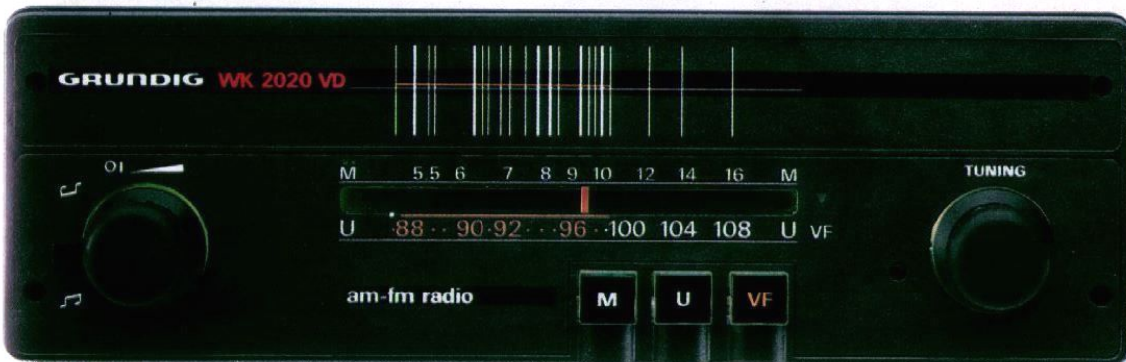 GRUNDIG WK 2020 VD
OI
TUNING
M 5 5 6 7 8 9 10 12 14 16 M
U ·88·· 90·92··· 96··100 104 108 U VF
am-fm radio
M U VF